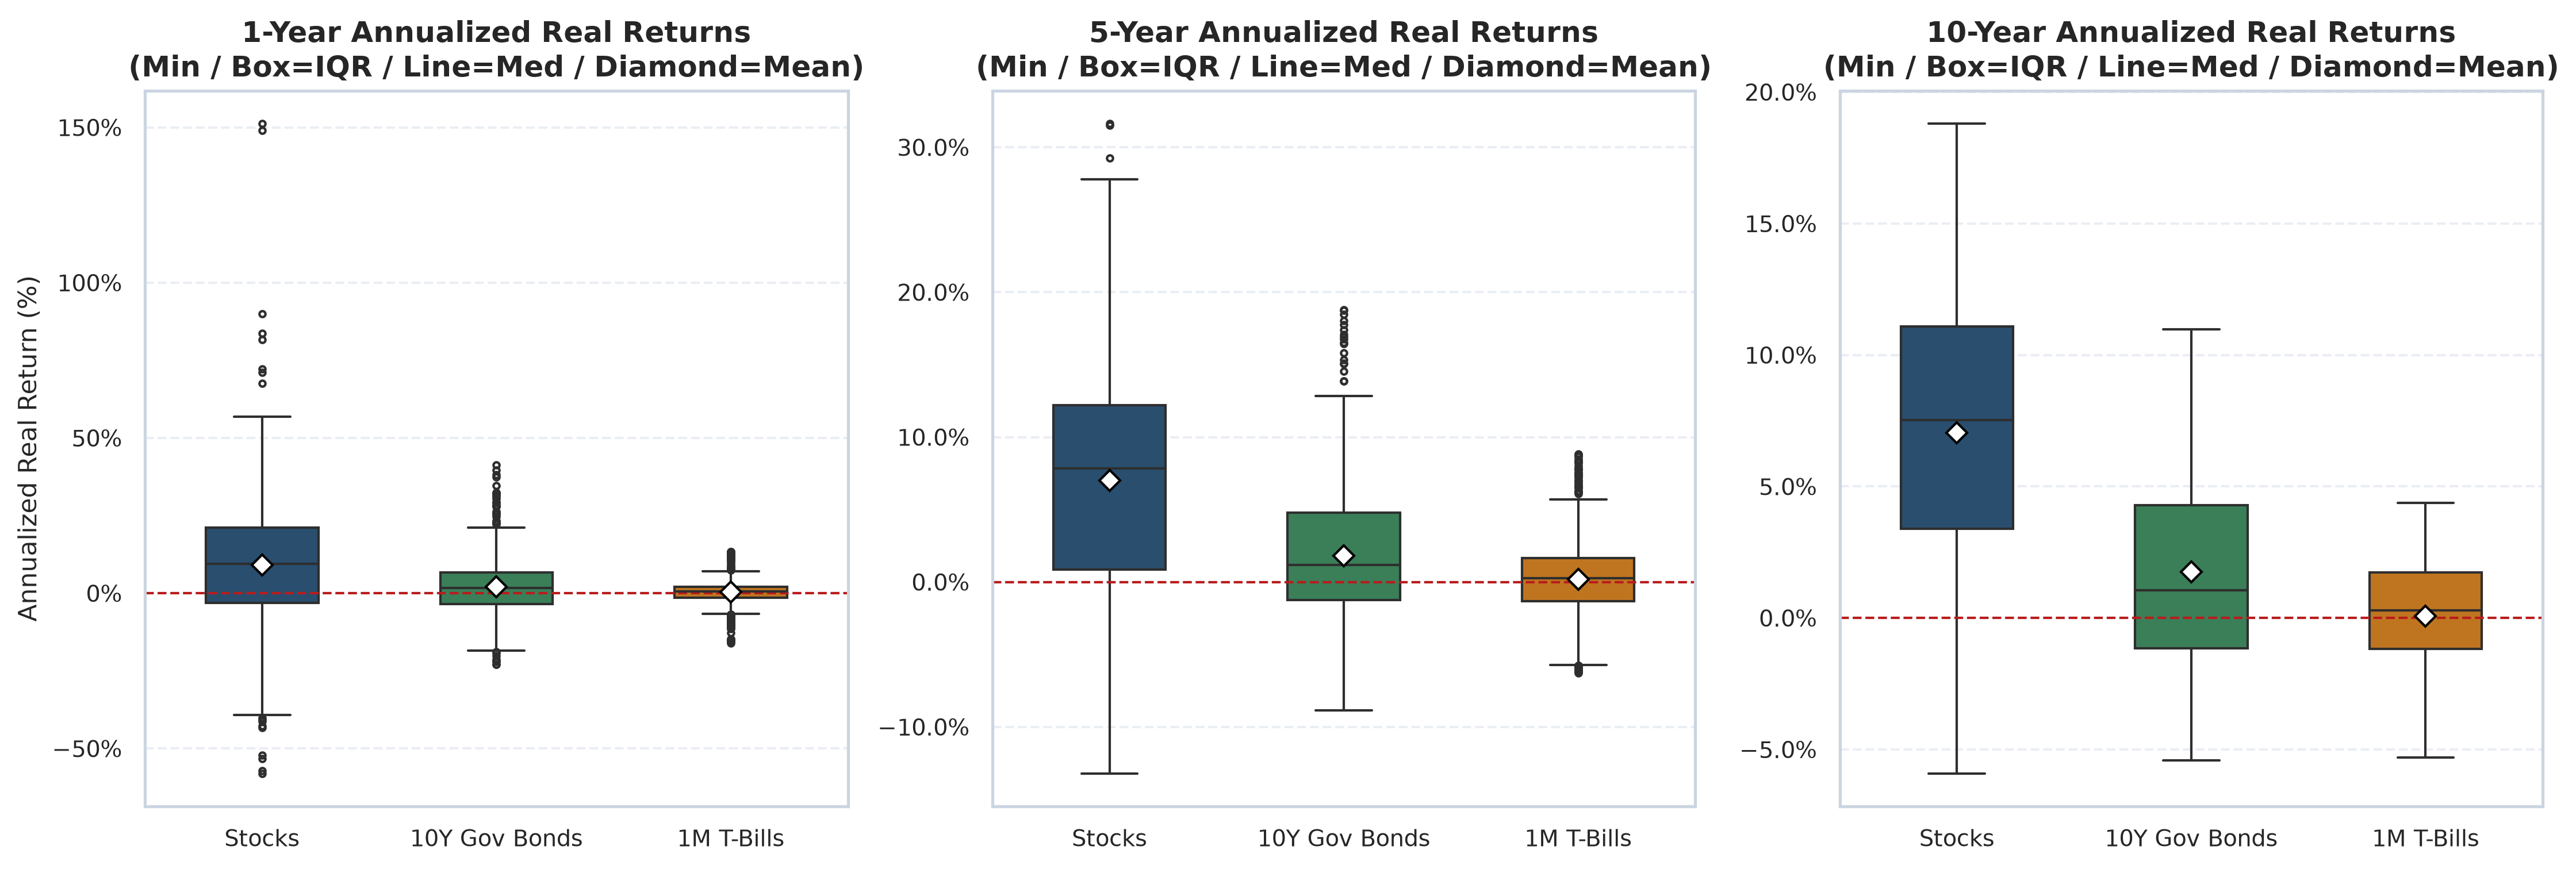 1-Year Annualized Real Returns
(Min / Box=IQR / Line=Med / Diamond=Mean)
Annualized Real Return (%)
150%
100%
50%
0%
−50%
Stocks
10Y Gov Bonds
1M T-Bills
5-Year Annualized Real Returns
(Min / Box=IQR / Line=Med / Diamond=Mean)
30.0%
20.0%
10.0%
0.0%
−10.0%
Stocks
10Y Gov Bonds
1M T-Bills
10-Year Annualized Real Returns
(Min / Box=IQR / Line=Med / Diamond=Mean)
20.0%
15.0%
10.0%
5.0%
0.0%
−5.0%
Stocks
10Y Gov Bonds
1M T-Bills